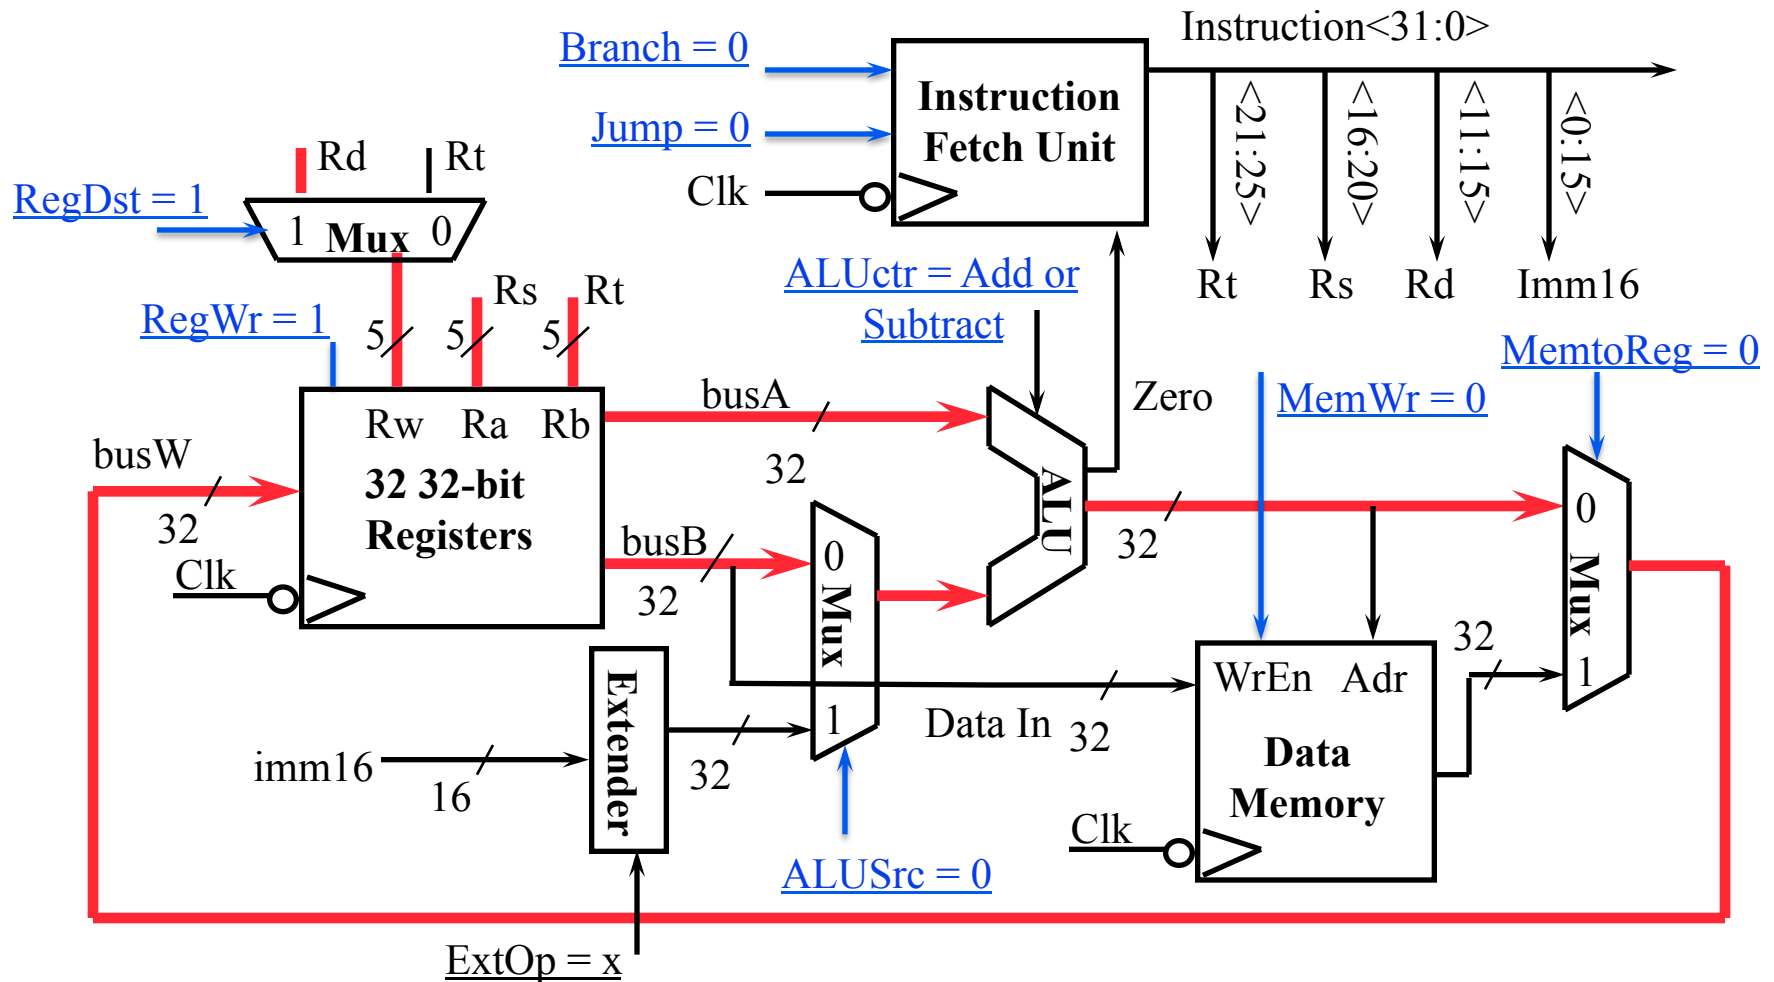 Instruction<31:0>
Branch = 0
Instruction
Fetch Unit
Jump = 0
Clk
<21:25>
<16:20>
<11:15>
<0:15>
Rt
Rs
Rd
Imm16
Rd
Rt
RegDst = 1
1
Mux
0
ALUctr = Add or
Subtract
RegWr = 1
5
5
Rs
5
Rt
MemtoReg = 0
MemWr = 0
Zero
busA
32
Rw
Ra
Rb
32 32-bit
Registers
busW
32
Clk
busB
32
0
Mux
1
ALU
32
0
Mux
1
32
WrEn
Adr
Data
Memory
Clk
Data In
32
Extender
imm16
16
32
ALUSrc = 0
ExtOp = x